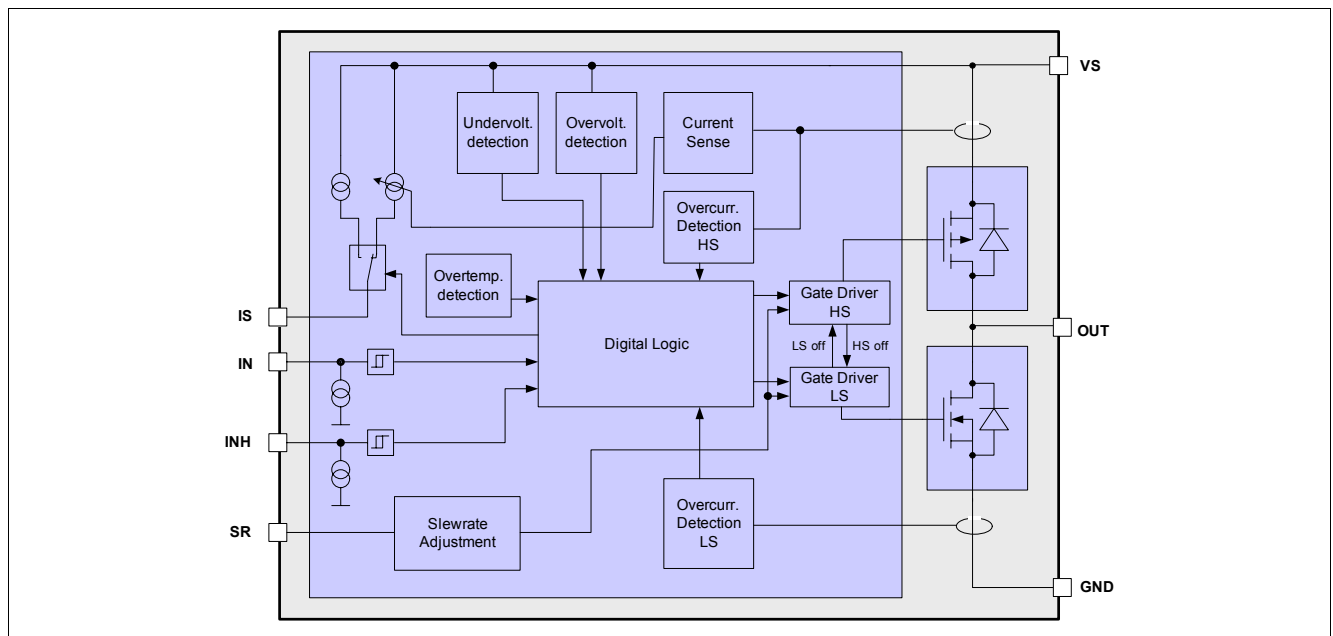 VS
Undervolt.
detection
Overvolt.
detection
Current
Sense
Overcurr.
Detection
HS
Overtemp.
detection
Gate Driver
HS
IS
OUT
Digital Logic
LS off
HS off
IN
Gate Driver
LS
INH
Overcurr.
Detection
LS
SR
Slewrate
Adjustment
GND